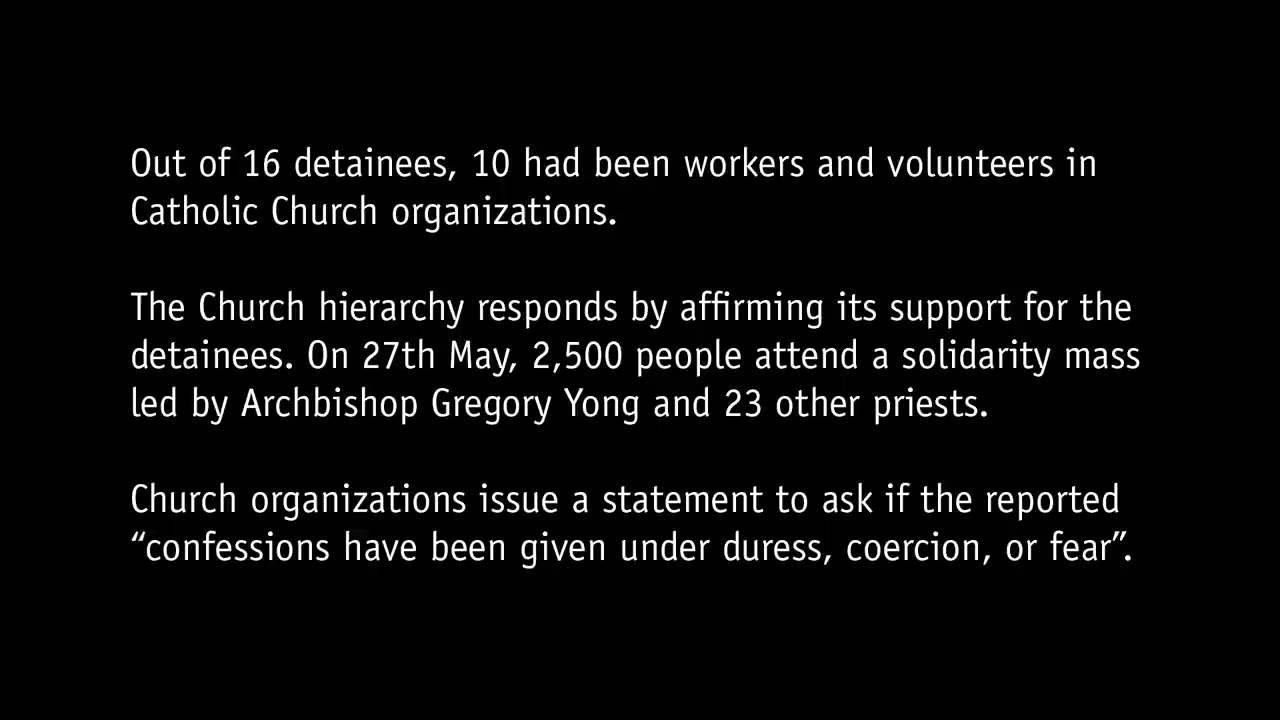 Out of 16 detainees, 10 had been workers and volunteers in
Catholic Church organizations.
The Church hierarchy responds by affirming its support for the
detainees. On 27th May, 2,500 people attend a solidarity mass
led by Archbishop Gregory Yong and 23 other priests.
Church organizations issue a statement to ask if the reported
“confessions have been given under duress, coercion, or fear”.